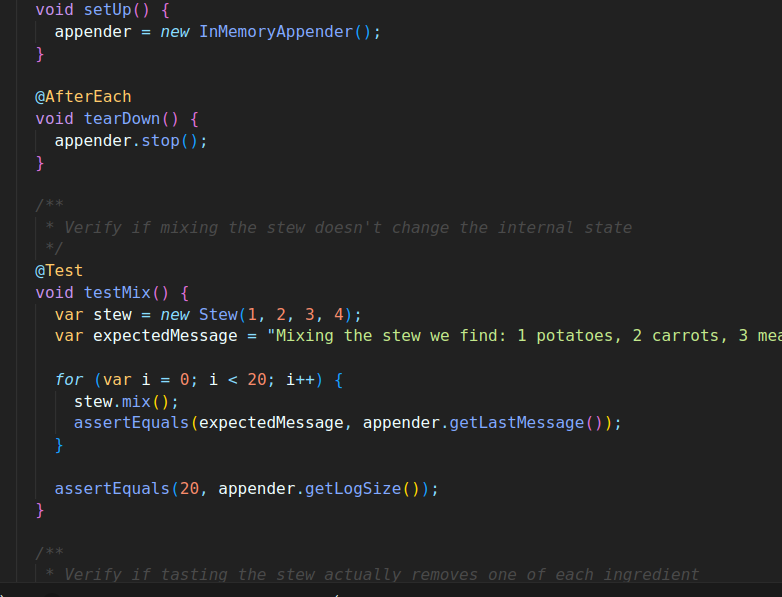 void setUp() {
appender = new InMemoryAppender();
}
@AfterEach
void tearDown() {
appender.stop();
}
/**
* Verify if mixing the stew doesn't change the internal state
*/
@Test
void testMix() {
var stew = new Stew(1, 2, 3, 4);
var expectedMessage = "Mixing the stew we find: 1 potatoes, 2 carrots, 3 mea
for (var i = 0; i < 20; i++) {
stew.mix();
assertEquals(expectedMessage, appender.getLastMessage());
}
assertEquals(20, appender.getLogSize());
}
/**
* Verify if tasting the stew actually removes one of each ingredient